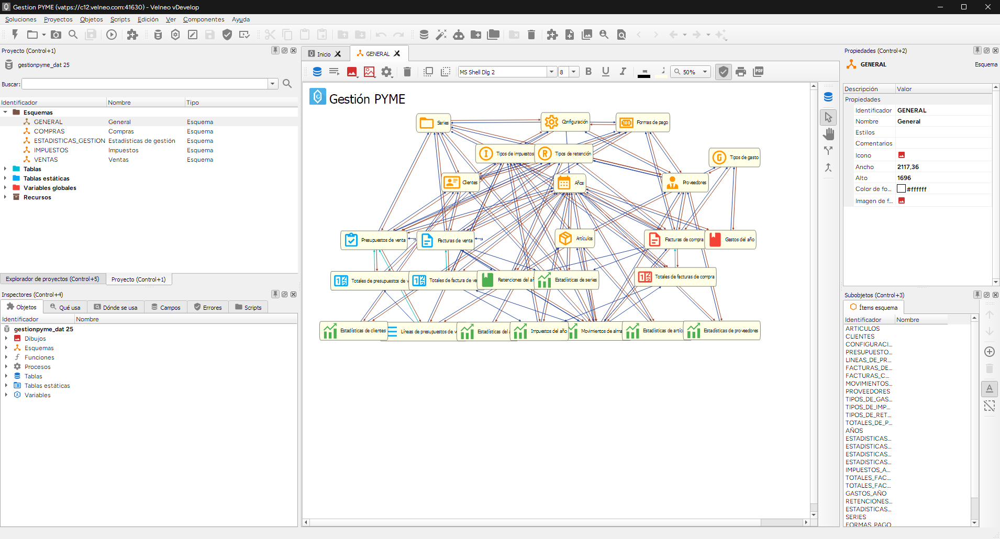 Gestion PYME (vatps://c12.velneo.com:41630) - Velneo vDevelop
Soluciones Proyectos Objetos Scripts Edición Ver Componentes Ayuda
Proyecto (Control+1)
gestionpyme_dat 25
Buscar:
Identificador Nombre Tipo
Esquemas
GENERAL General Esquema
COMPRAS Compras Esquema
ESTADISTICAS_GESTION Estadísticas de gestión Esquema
IMPUESTOS Impuestos Esquema
VENTAS Ventas Esquema
Tablas
Tablas estáticas
Variables globales
Recursos
Explorador de proyectos (Control+5) Proyecto (Control+1)
Inspectores (Control+4)
Objetos Qué usa Dónde se usa Campos Errores Scripts
Identificador Nombre
gestionpyme_dat 25
Dibujos
Esquemas
Funciones
Procesos
Tablas
Tablas estáticas
Variables
Inicio GENERAL
MS Shell Dlg 2 8 B U I 50% PDF
Gestión PYME
Series Configuración 100 Formas de pago
I Tipos de impuestos R Tipos de retención G Tipos de gasto
Clientes Años Proveedores
Presupuestos de venta Facturas de venta Artículos Facturas de compra Gastos del año
Totales de presupuestos de v Totales de factura de ve Retenciones del añ Estadísticas de series Totales de facturas de compra
Estadísticas de clientes Líneas de presupuestos de v Estadísticas del a Impuestos del año Movimientos de alma Estadísticas de artíc Estadísticas de proveedores
Propiedades (Control+2)
GENERAL Esquema
Descripción Valor
Propiedades
Identificador GENERAL
Nombre General
Estilos
Comentarios
Icono
Ancho 2117,36
Alto 1696
Color de fo... #ffffff
Imagen de f...
Subobjetos (Control+3)
Ítems esquema
Identificador Nombre
ARTICULOS
CLIENTES
CONFIGURACI...
PRESUPUESTO...
LINEAS_DE_PR...
FACTURAS_DE...
FACTURAS_C...
MOVIMIENTOS...
PROVEEDORES
TIPOS_DE_GAS...
TIPOS_DE_IMP...
TIPOS_DE_RET...
TOTALES_DE_P...
AÑOS
ESTADISTICAS...
ESTADISTICAS...
ESTADISTICAS...
ESTADISTICAS...
IMPUESTOS_A...
TOTALES_FAC...
TOTALES_FAC...
GASTOS_AÑO
RETENCIONES...
ESTADISTICAS...
SERIES
FORMAS_PAGO